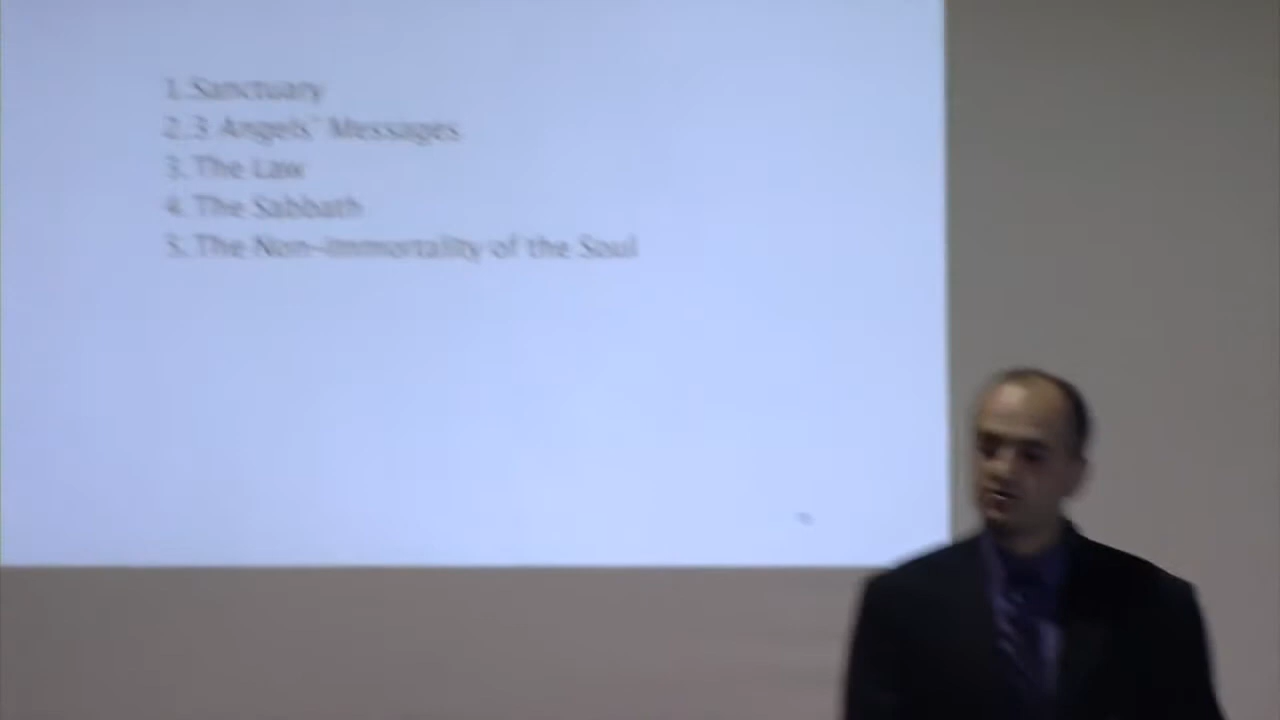 1.Sanctuary
2.3 Angels' Messages
3. The Law
4. The Sabbath
5. The Non-Immortality of the Soul